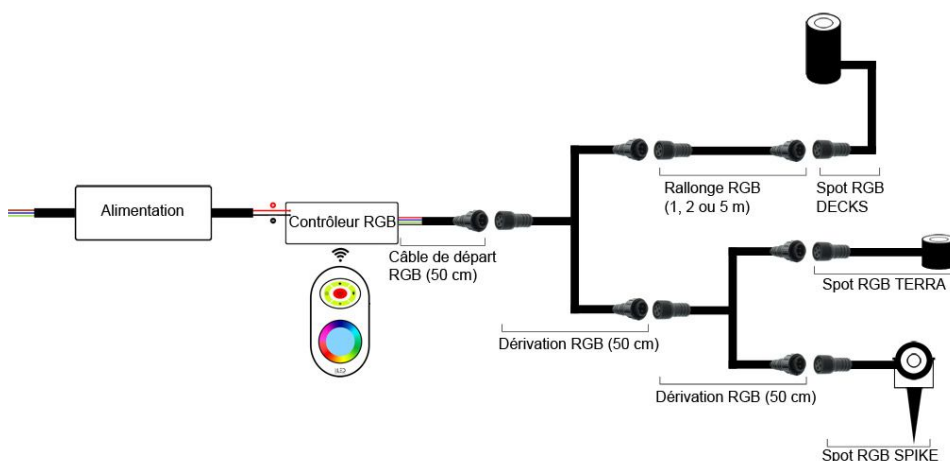 Alimentation
Contrôleur RGB
Câble de départ
RGB (50 cm)
Dérivation RGB (50 cm)
Rallonge RGB
(1, 2 ou 5 m)
Spot RGB
DECKS
Spot RGB TERRA
Dérivation RGB (50 cm)
Spot RGB SPIKE